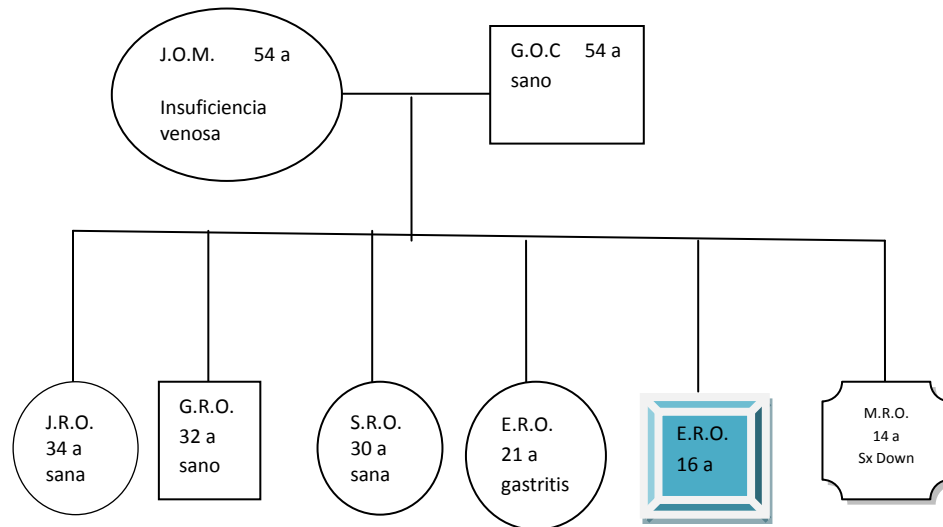 J.O.M. 54 a
Insuficiencia
venosa
G.O.C 54 a
sano
J.R.O.
34 a
sana
G.R.O.
32 a
sano
S.R.O.
30 a
sana
E.R.O.
21 a
gastritis
E.R.O.
16 a
M.R.O.
14 a
Sx Down